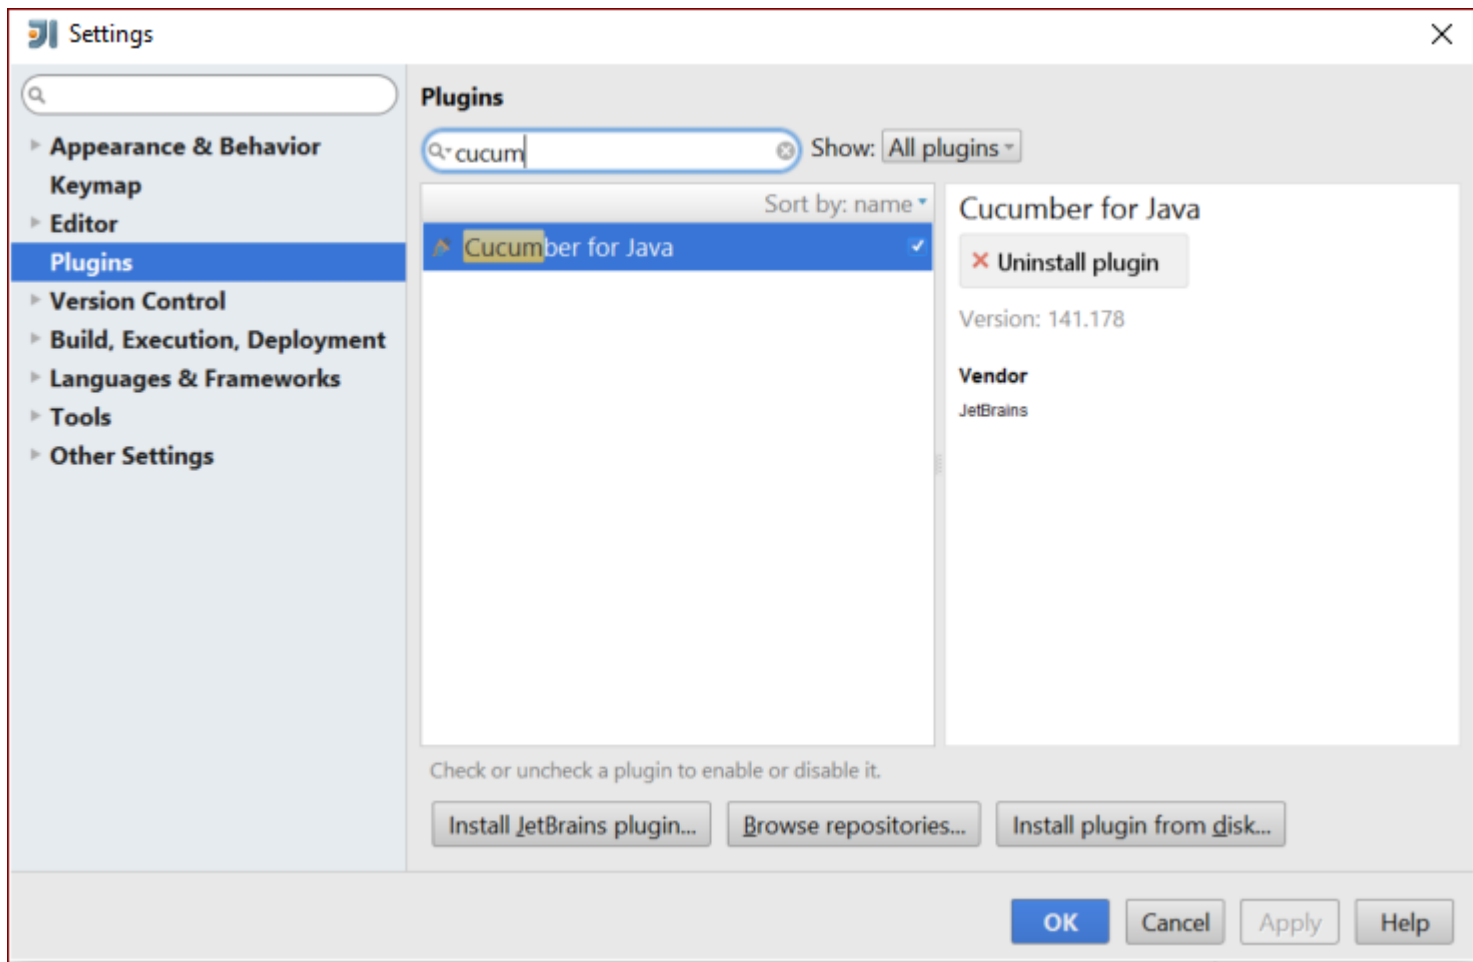 Settings
Appearance & Behavior
Keymap
Editor
Plugins
Version Control
Build, Execution, Deployment
Languages & Frameworks
Tools
Other Settings
Plugins
cucum
Show: All plugins
Sort by: name
Cucumber for Java
Cucumber for Java
Uninstall plugin
Version: 141.178
Vendor
JetBrains
Check or uncheck a plugin to enable or disable it.
Install JetBrains plugin... Browse repositories... Install plugin from disk...
OK Cancel Apply Help